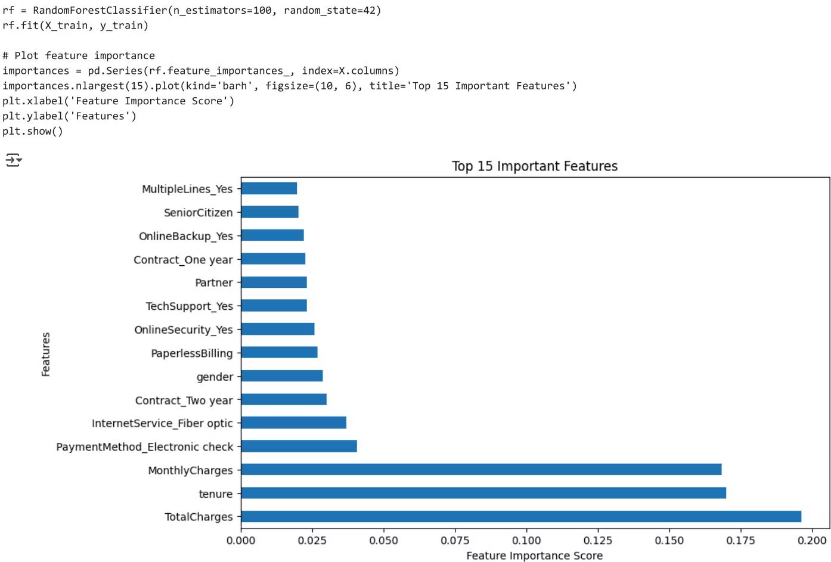 rf = RandomForestClassifier(n_estimators=100, random_state=42)
rf.fit(X_train, y_train)
# Plot feature importance
importances = pd.Series(rf.feature_importances_, index=X.columns)
importances.nlargest(15).plot(kind='barh', figsize=(10, 6), title='Top 15 Important Features')
plt.xlabel('Feature Importance Score')
plt.ylabel('Features')
plt.show()
Top 15 Important Features
MultipleLines_Yes
SeniorCitizen
OnlineBackup_Yes
Contract_One year
Partner
TechSupport_Yes
OnlineSecurity_Yes
PaperlessBilling
gender
Contract_Two year
InternetService_Fiber optic
PaymentMethod_Electronic check
MonthlyCharges
tenure
TotalCharges
Features
0.000 0.025 0.050 0.075 0.100 0.125 0.150 0.175 0.200
Feature Importance Score